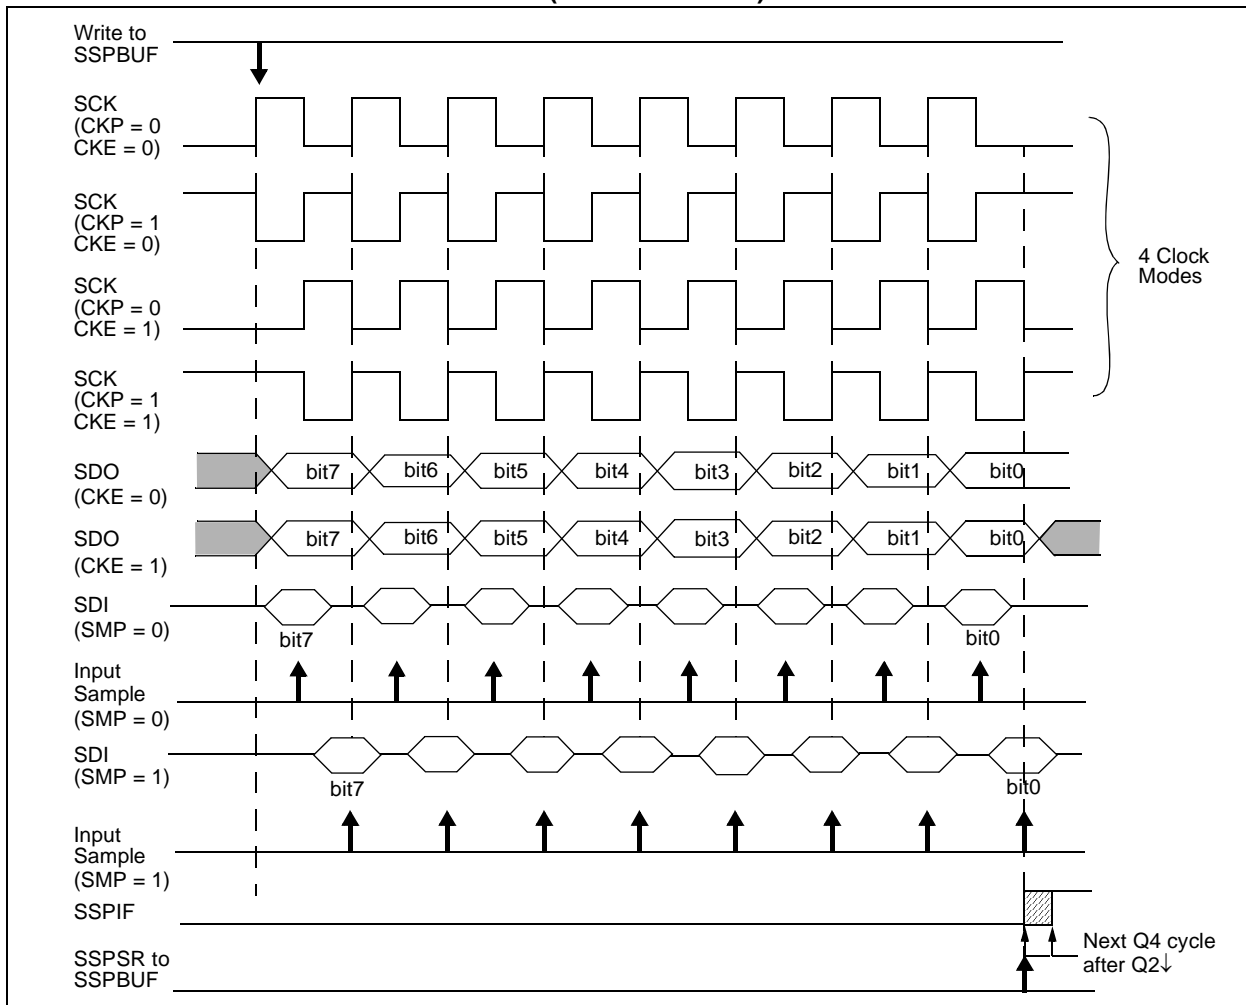 Write to
SSPBUF
SCK
(CKP = 0
CKE = 0)
SCK
(CKP = 1
CKE = 0)
4 Clock
Modes
SCK
(CKP = 0
CKE = 1)
SCK
(CKP = 1
CKE = 1)
SDO
(CKE = 0)
bit7 bit6 bit5 bit4 bit3 bit2 bit1 bit0
SDO
(CKE = 1)
bit7 bit6 bit5 bit4 bit3 bit2 bit1 bit0
SDI
(SMP = 0)
bit7 bit0
Input
Sample
(SMP = 0)
SDI
(SMP = 1)
bit7 bit0
Input
Sample
(SMP = 1)
SSPIF
Next Q4 cycle
after Q2↓
SSPSR to
SSPBUF